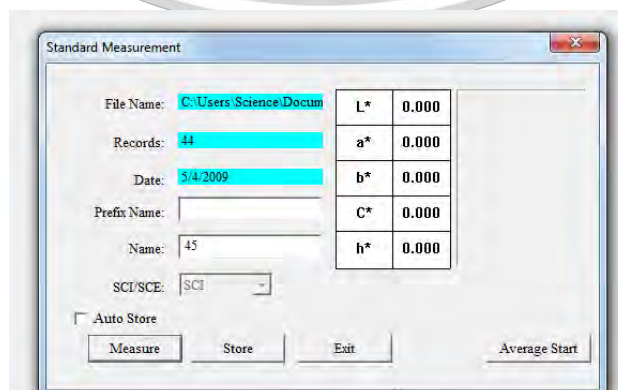 Standard Measurement
File Name: C:\Users\Science\Docum
Records: 44
Date: 5/4/2009
Prefix Name:
Name: 45
SCI/SCE: SCI
Auto Store
L* 0.000
a* 0.000
b* 0.000
C* 0.000
h* 0.000
Measure Store Exit Average Start